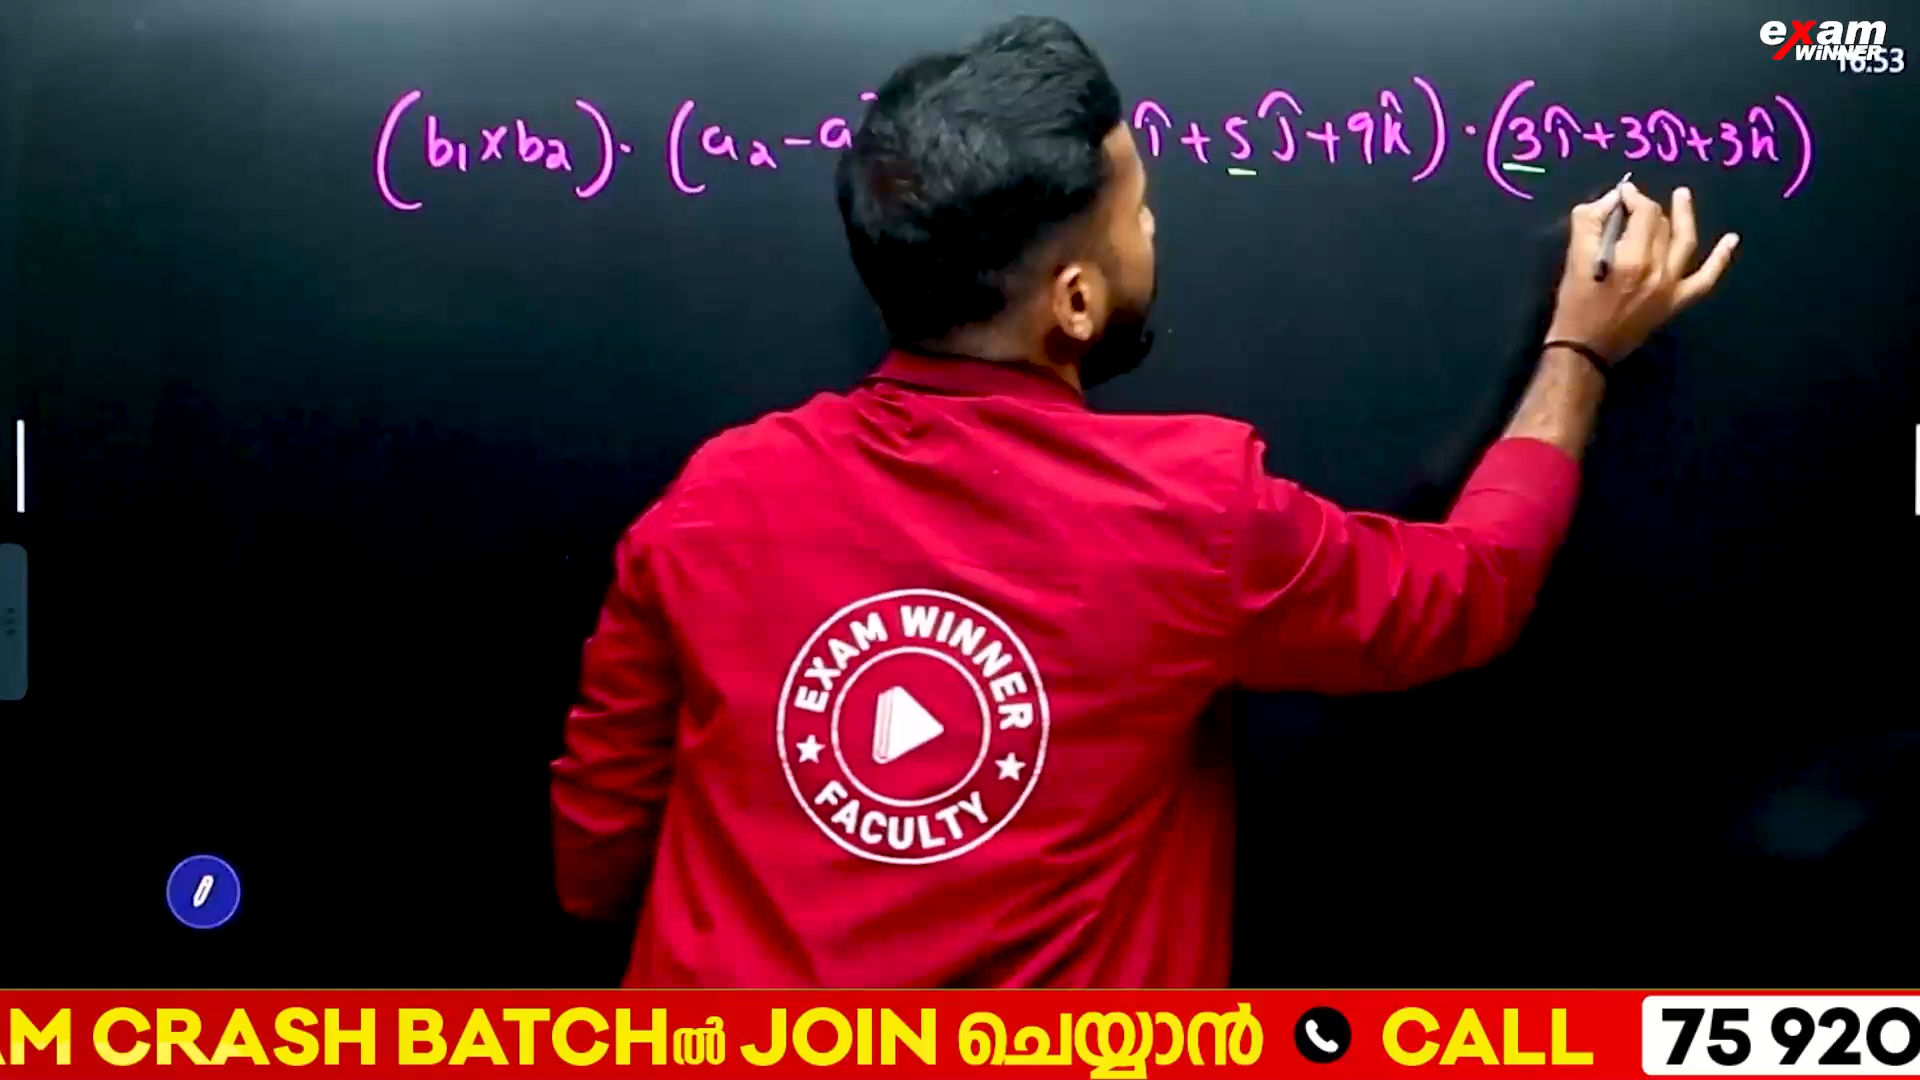 exam
WiNNER
16:53
(b₁×b₂)· (a₂-a î+5ĵ+9k̂)·(3î+3ĵ+3k̂)
EXAM WINNER
FACULTY
CRASH BATCHൽ JOIN ചെയ്യാൻ CALL 75 920